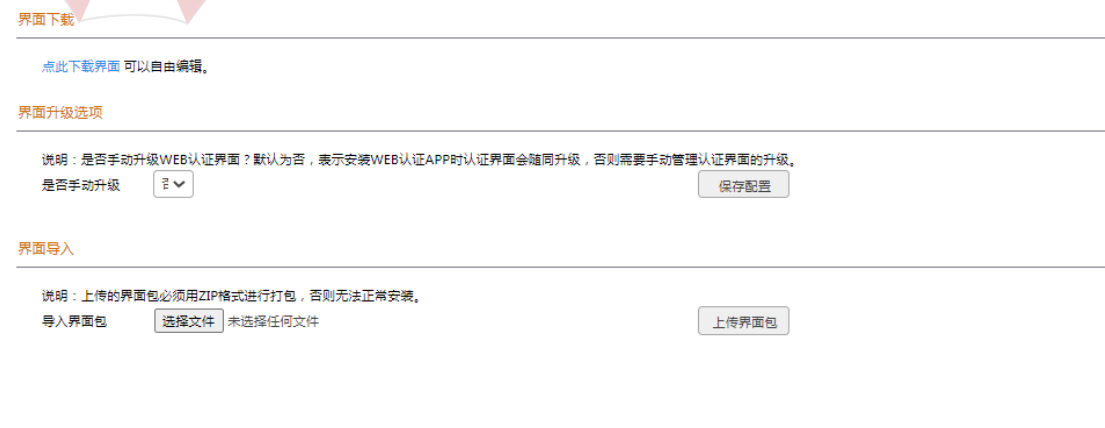 界面下载
点此下载界面 可以自由编辑。
界面升级选项
说明：是否手动升级WEB认证界面？默认为否，表示安装WEB认证APP时认证界面会随同升级，否则需要手动管理认证界面的升级。
是否手动升级 保存配置
界面导入
说明：上传的界面包必须用ZIP格式进行打包，否则无法正常安装。
导入界面包 选择文件 未选择任何文件 上传界面包